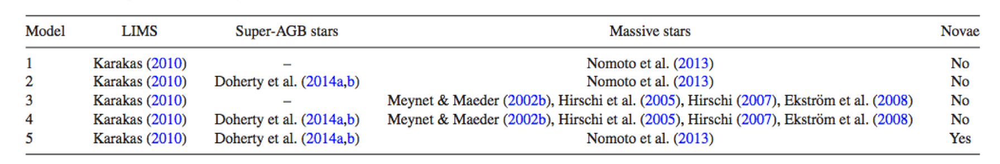 Model LIMS Super-AGB stars Massive stars Novae
1 Karakas (2010) – Nomoto et al. (2013) No
2 Karakas (2010) Doherty et al. (2014a,b) Nomoto et al. (2013) No
3 Karakas (2010) – Meynet & Maeder (2002b), Hirschi et al. (2005), Hirschi (2007), Ekström et al. (2008) No
4 Karakas (2010) Doherty et al. (2014a,b) Meynet & Maeder (2002b), Hirschi et al. (2005), Hirschi (2007), Ekström et al. (2008) No
5 Karakas (2010) Doherty et al. (2014a,b) Nomoto et al. (2013) Yes